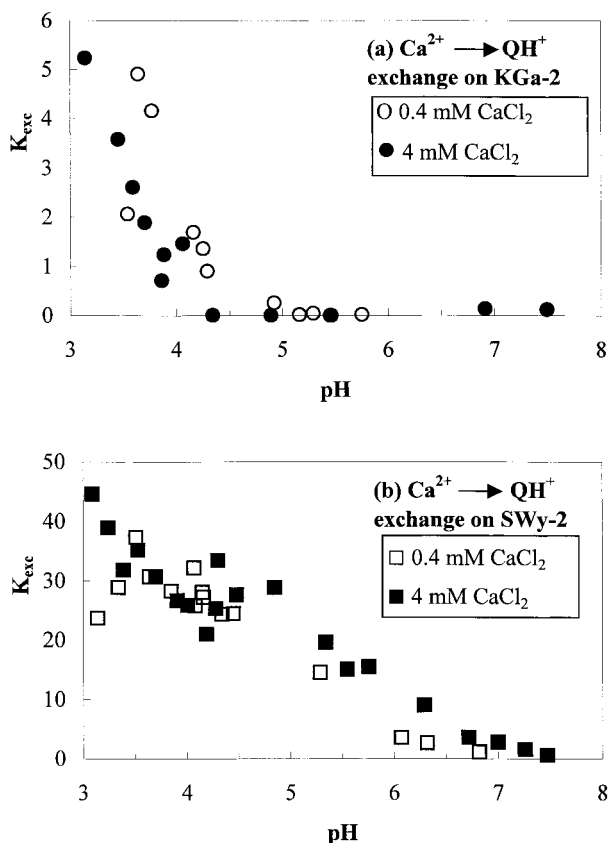 6
5
4
3
2
1
0
K_exc
(a) Ca²⁺ ⟶ QH⁺
exchange on KGa-2
○ 0.4 mM CaCl₂
● 4 mM CaCl₂
3 4 5 6 7 8
pH
50
40
30
20
10
0
K_exc
(b) Ca²⁺ ⟶ QH⁺
exchange on SWy-2
□ 0.4 mM CaCl₂
■ 4 mM CaCl₂
3 4 5 6 7 8
pH